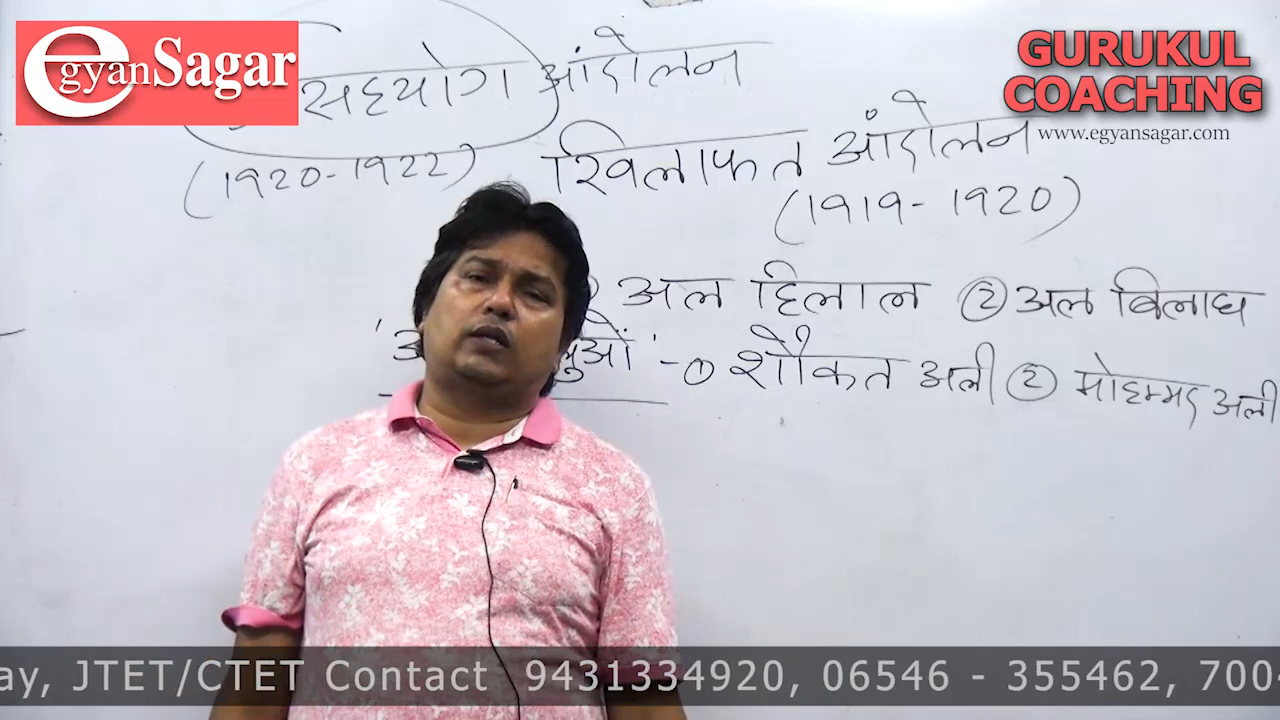 egyanSagar
GURUKUL
COACHING
www.egyansagar.com
सहयोग आंदोलन
(1920-1922) खिलाफत आंदोलन
(1919-1920)
अल हिलाल ② अल बिलाघ
लुओं' - ① शौकत अली ② मोहम्मद अली
ay, JTET/CTET Contact 9431334920, 06546 - 355462, 700